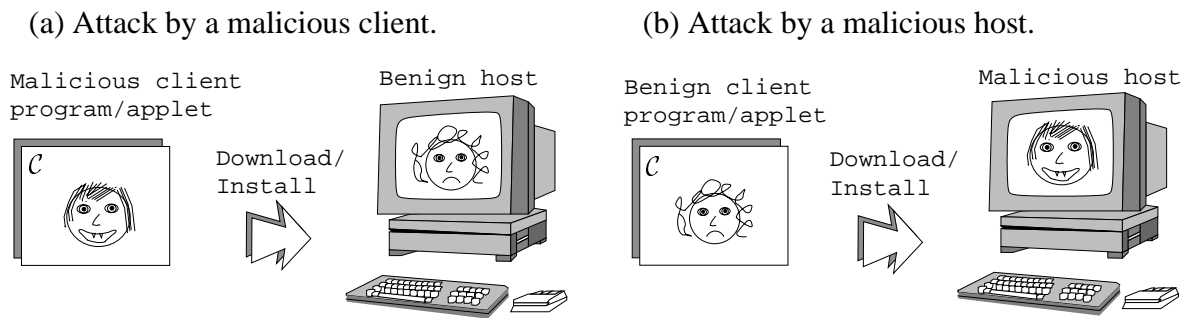 (a) Attack by a malicious client.
Malicious client
program/applet
C
Download/
Install
Benign host
(b) Attack by a malicious host.
Benign client
program/applet
C
Download/
Install
Malicious host